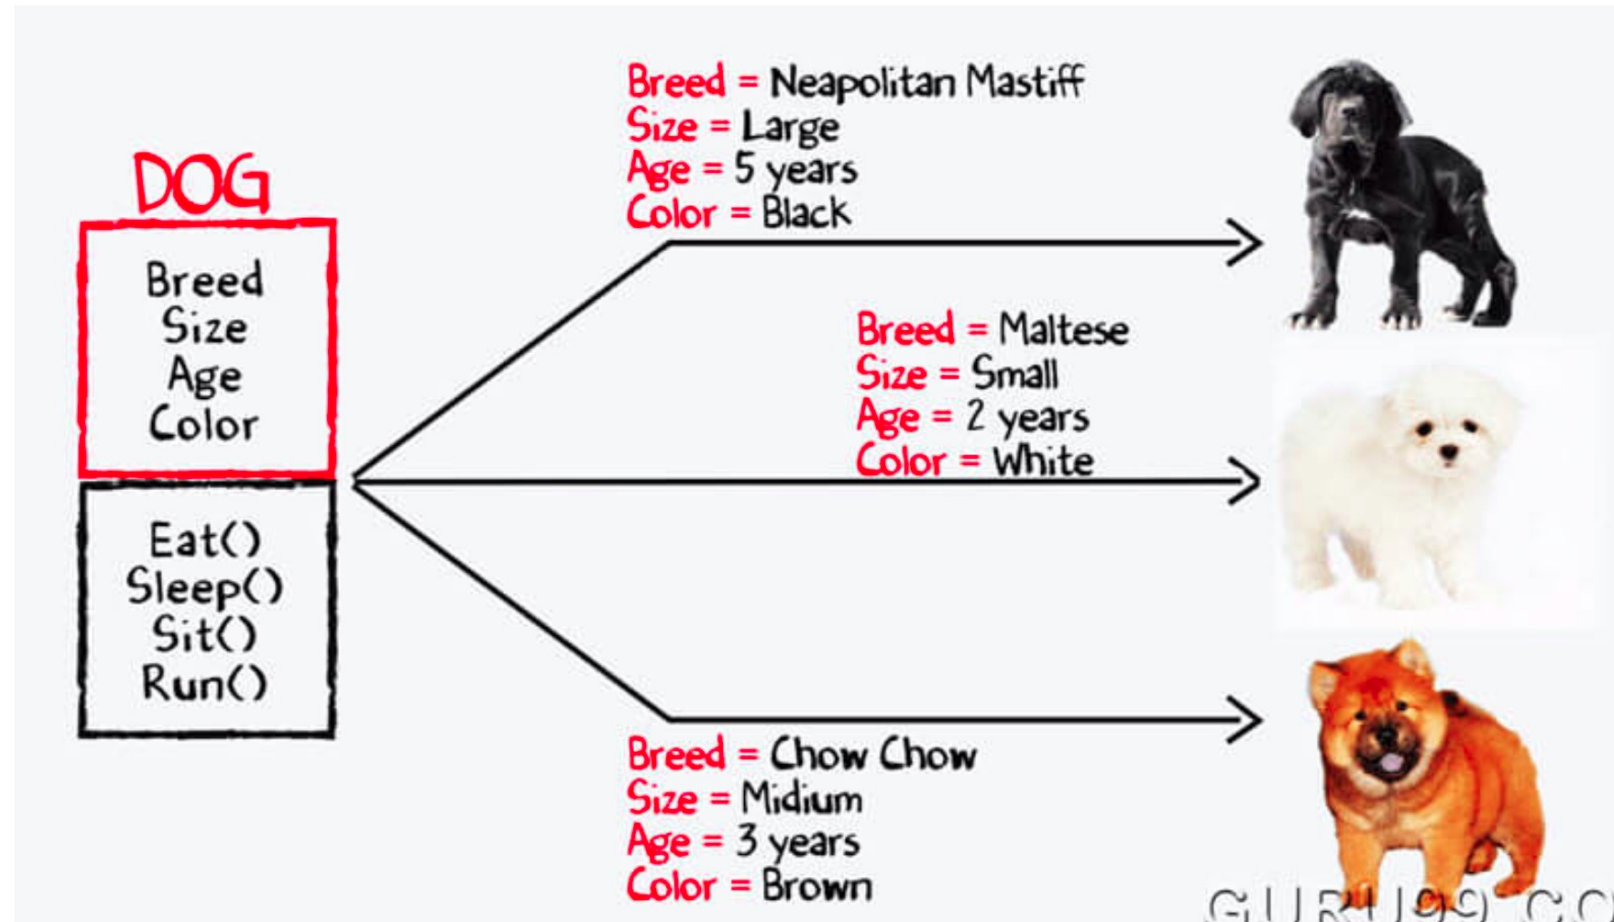 DOG
Breed
Size
Age
Color
Eat()
Sleep()
Sit()
Run()
Breed = Neapolitan Mastiff
Size = Large
Age = 5 years
Color = Black
Breed = Maltese
Size = Small
Age = 2 years
Color = White
Breed = Chow Chow
Size = Midium
Age = 3 years
Color = Brown
GURU99.CO